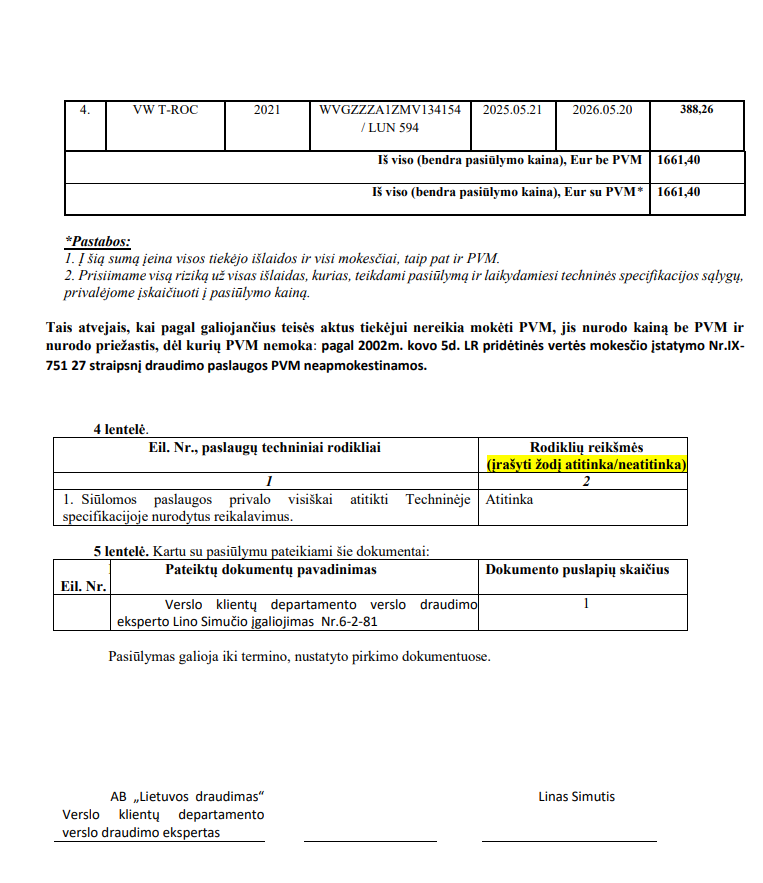 4. VW T-ROC 2021 WVGZZZA1ZMV134154 2025.05.21 2026.05.20 388,26
/ LUN 594
Iš viso (bendra pasiūlymo kaina), Eur be PVM 1661,40
Iš viso (bendra pasiūlymo kaina), Eur su PVM* 1661,40
*Pastabos:
1. Į šią sumą įeina visos tiekėjo išlaidos ir visi mokesčiai, taip pat ir PVM.
2. Prisiimame visą riziką už visas išlaidas, kurias, teikdami pasiūlymą ir laikydamiesi techninės specifikacijos sąlygų,
privalėjome įskaičiuoti į pasiūlymo kainą.
Tais atvejais, kai pagal galiojančius teisės aktus tiekėjui nereikia mokėti PVM, jis nurodo kainą be PVM ir
nurodo priežastis, dėl kurių PVM nemoka: pagal 2002m. kovo 5d. LR pridėtinės vertės mokesčio įstatymo Nr.IX-
751 27 straipsnį draudimo paslaugos PVM neapmokestinamos.
4 lentelė.
Eil. Nr., paslaugų techniniai rodikliai Rodiklių reikšmės
(įrašyti žodį atitinka/neatitinka)
1 2
1. Siūlomos paslaugos privalo visiškai atitikti Techninėje Atitinka
specifikacijoje nurodytus reikalavimus.
5 lentelė. Kartu su pasiūlymu pateikiami šie dokumentai:
Pateiktų dokumentų pavadinimas Dokumento puslapių skaičius
Eil. Nr.
Verslo klientų departamento verslo draudimo 1
eksperto Lino Simučio įgaliojimas Nr.6-2-81
Pasiūlymas galioja iki termino, nustatyto pirkimo dokumentuose.
AB „Lietuvos draudimas“ Linas Simutis
Verslo klientų departamento
verslo draudimo ekspertas